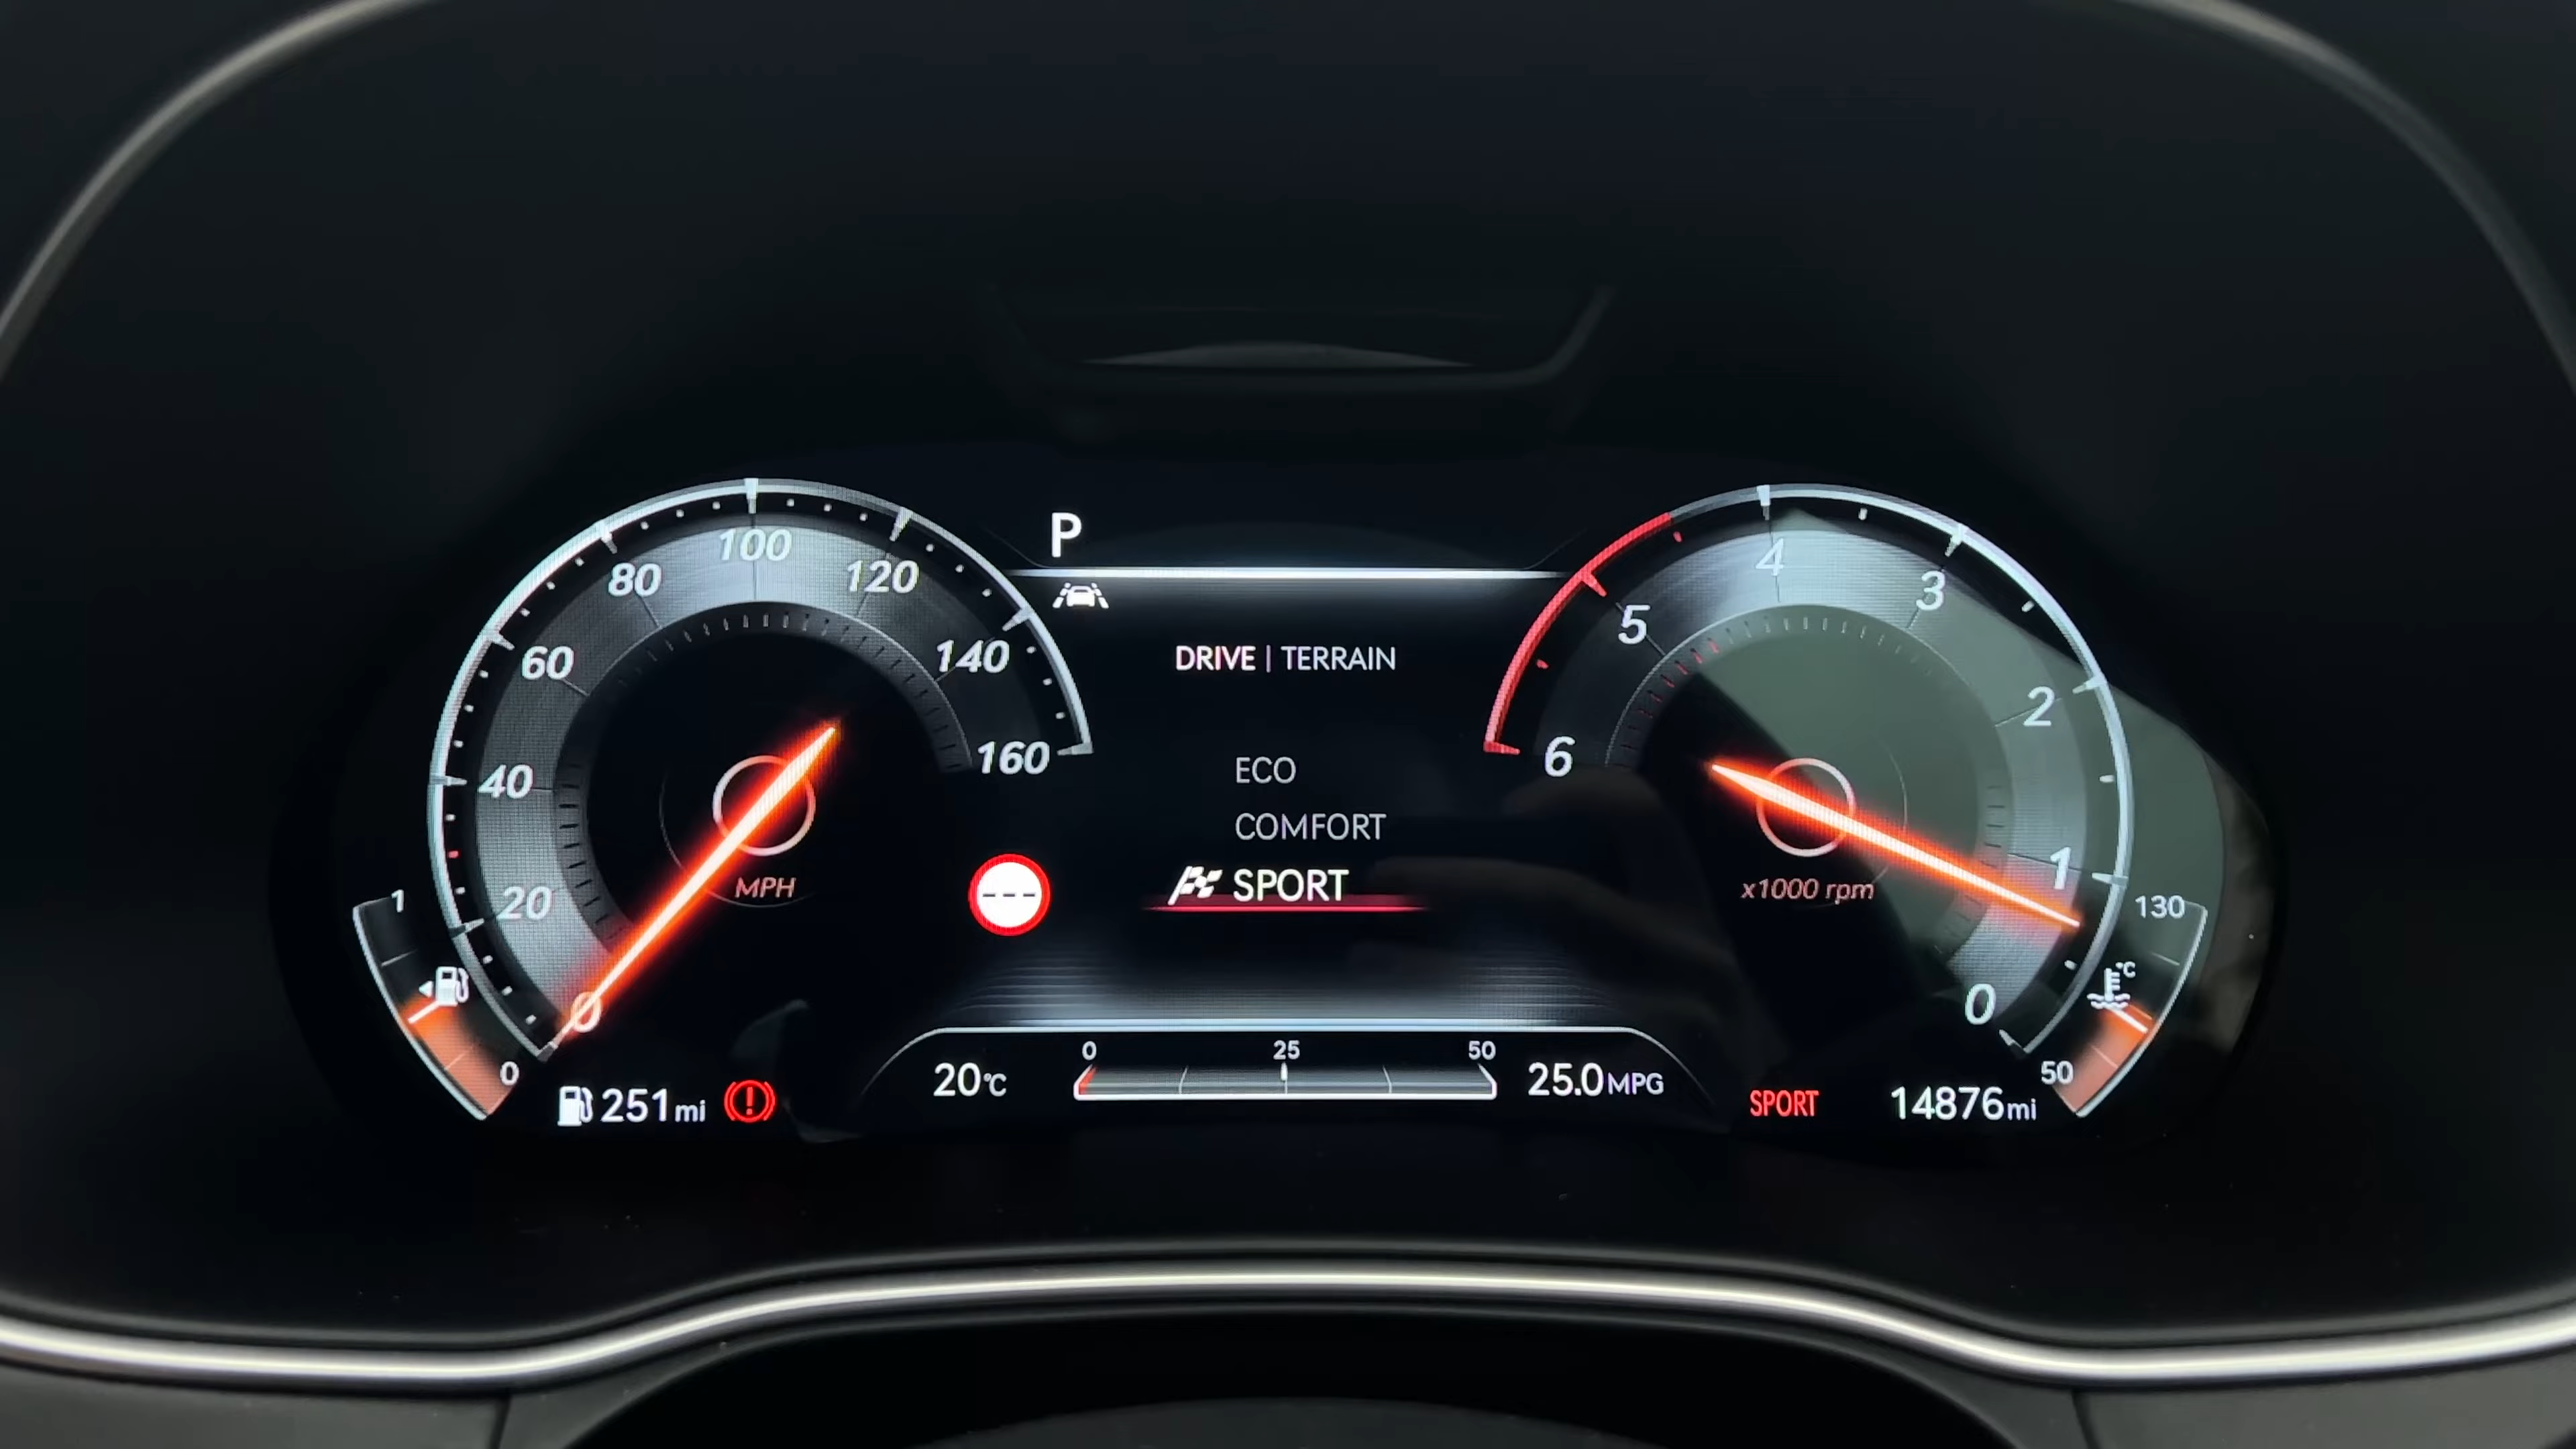 P
DRIVE | TERRAIN
ECO
COMFORT
SPORT
0
20
40
60
80
100
120
140
160
MPH
---
6
5
4
3
2
1
0
x1000 rpm
1
0
130
°C
50
251mi
20°C
0 25 50
25.0MPG
SPORT
14876mi